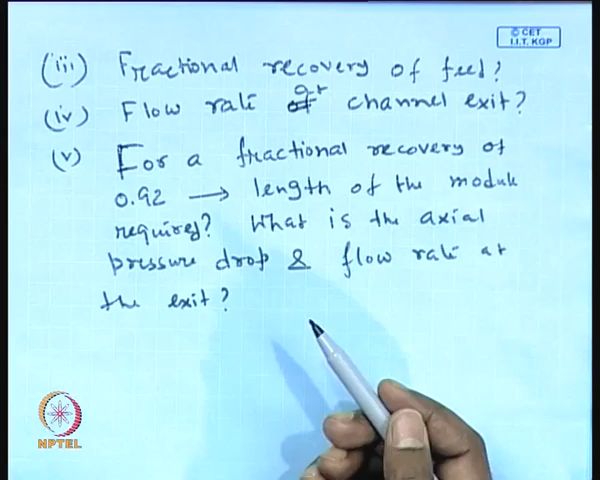 © CET
I.I.T. KGP
(iii) Fractional recovery of feed?
(iv) Flow rate at channel exit?
(v) For a fractional recovery of
0.92 → length of the module
required? What is the axial
pressure drop & flow rate at
the exit?
NPTEL